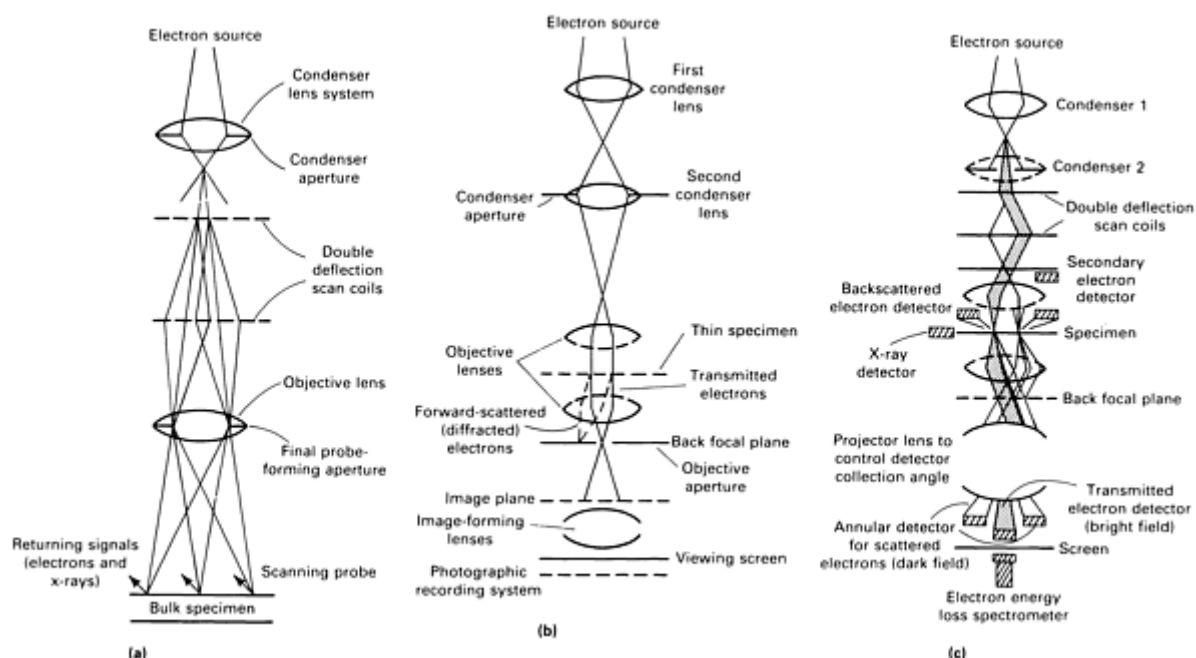 Electron source
Condenser
lens system
Condenser
aperture
Double
deflection
scan coils
Objective lens
Final probe-
forming aperture
Returning signals
(electrons and
x-rays)
Scanning probe
Bulk specimen
(a)
Electron source
First
condenser
lens
Condenser
aperture
Second
condenser
lens
Objective
lenses
Thin specimen
Transmitted
electrons
Forward-scattered
(diffracted)
electrons
Back focal plane
Objective
aperture
Image plane
Image-forming
lenses
Viewing screen
Photographic
recording system
(b)
Electron source
Condenser 1
Condenser 2
Double deflection
scan coils
Secondary
electron
detector
Backscattered
electron detector
Specimen
X-ray
detector
Back focal plane
Projector lens to
control detector
collection angle
Transmitted
electron detector
(bright field)
Annular detector
for scattered
electrons (dark field)
Screen
Electron energy
loss spectrometer
(c)